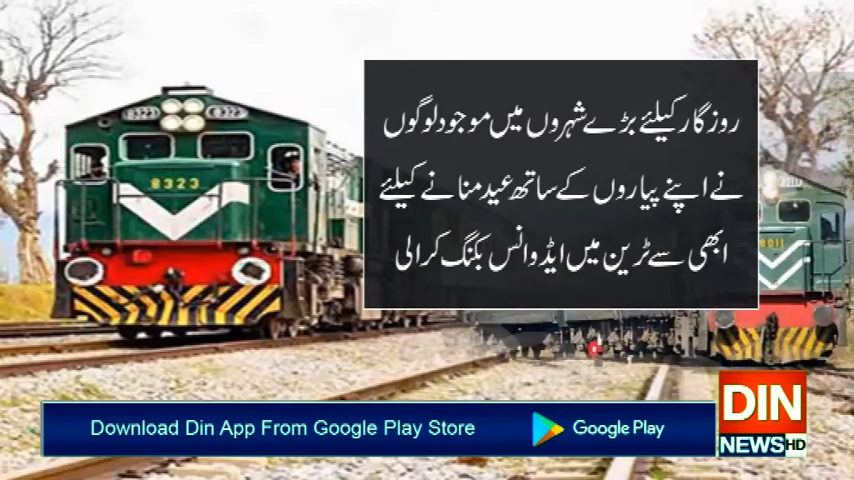 8323
8323
8323
8011
روزگار کیلئے بڑے شہروں میں موجود لوگوں
نے اپنے پیاروں کے ساتھ عید منانے کیلئے
ابھی سے ٹرین میں ایڈوانس بکنگ کرالی
Download Din App From Google Play Store
Google Play
DIN
NEWS HD